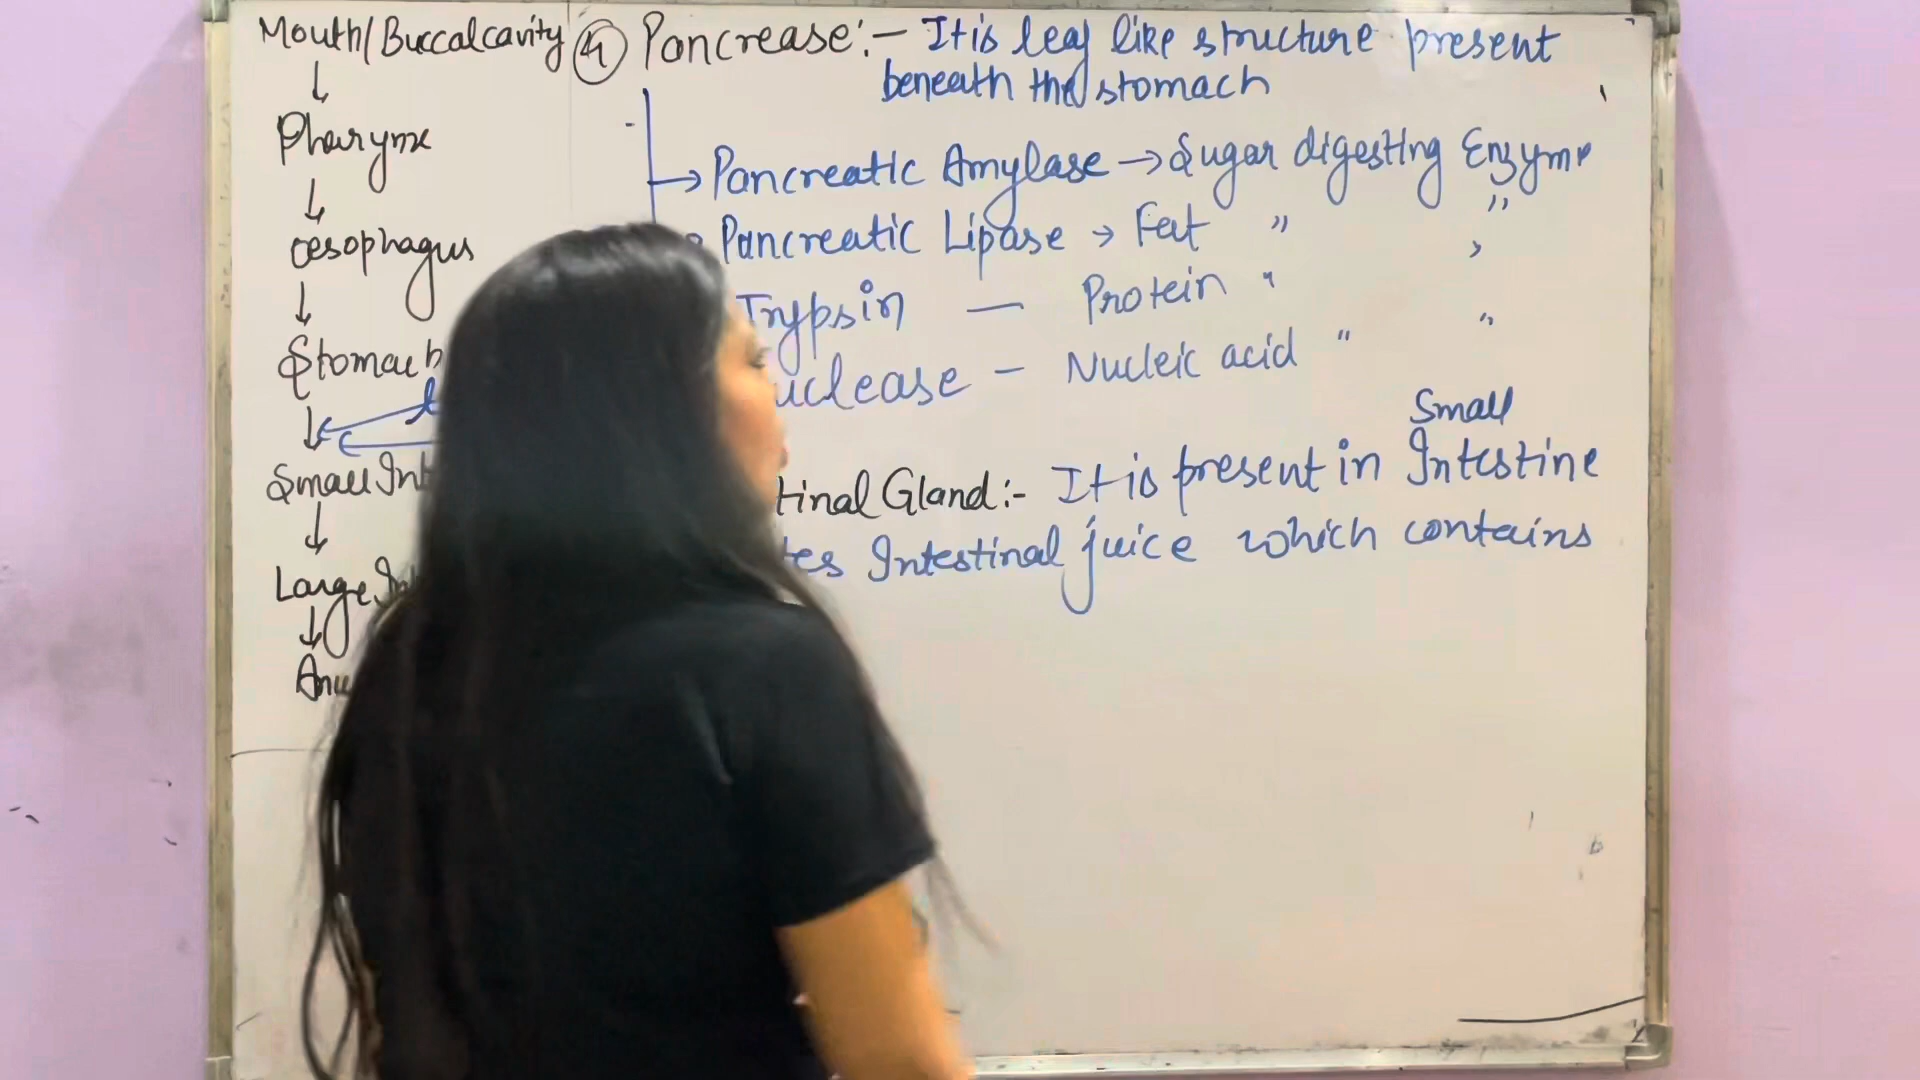 Mouth/Buccalcavity
↓
Pharynx
↓
oesophagus
↓
Stomach
↓
Small Int
↓
Large Int
↓
Anu
④ Pancrease:- It is leaf like structure present
beneath the stomach
→ Pancreatic Amylase → Sugar digesting Enzyme
Pancreatic Lipase → Fat " "
Trypsin — Protein " "
uclease - Nucleic acid " "
tinal Gland:- It is present in Small Intestine
tes Intestinal juice which contains